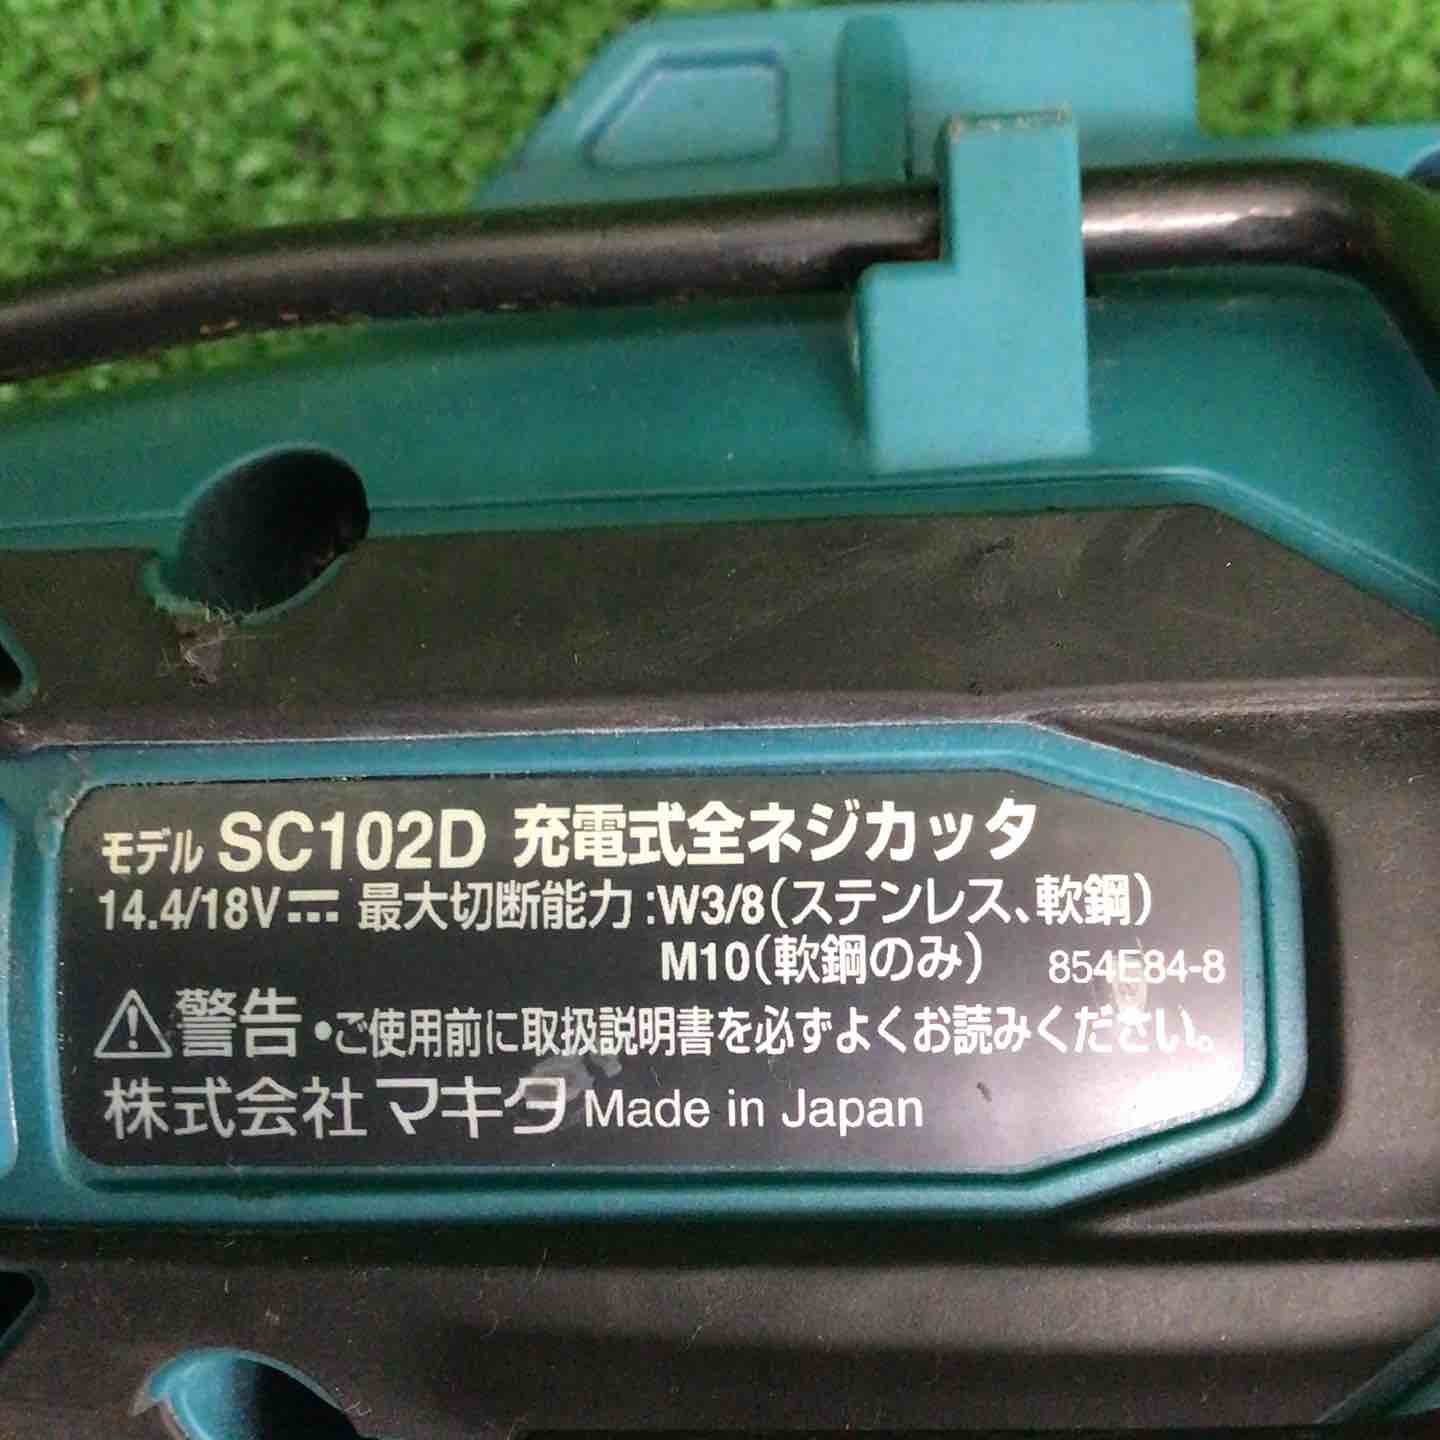 モデル SC102D 充電式全ネジカッタ
14.4/18V⎓ 最大切断能力:W3/8(ステンレス、軟鋼)
M10(軟鋼のみ) 854E84-8
⚠警告 •ご使用前に取扱説明書を必ずよくお読みください。
株式会社マキタ Made in Japan